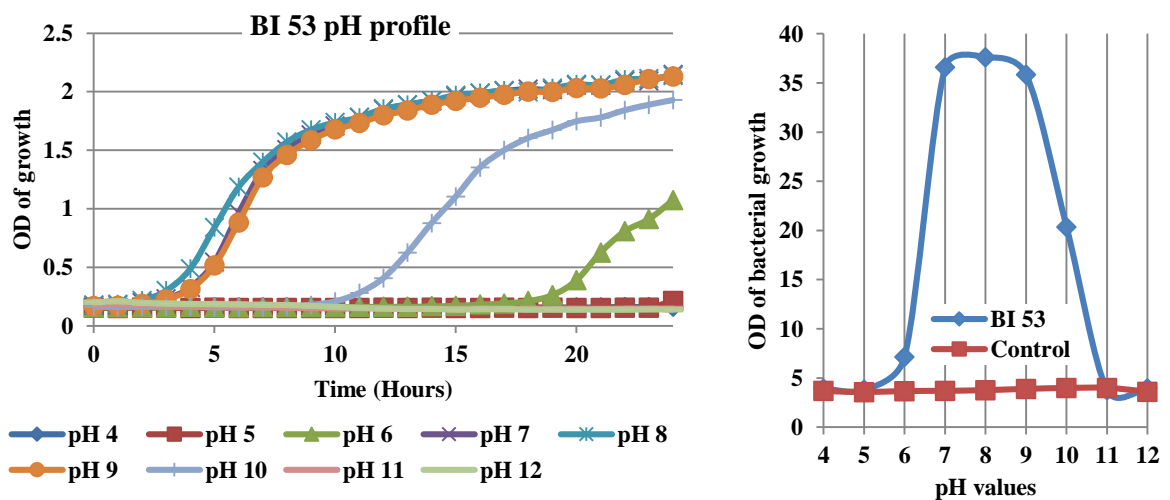 BI 53 pH profile
OD of growth
2.5
2
1.5
1
0.5
0
0 5 10 15 20
Time (Hours)
pH 4 pH 5 pH 6 pH 7 pH 8
pH 9 pH 10 pH 11 pH 12
OD of bacterial growth
40
35
30
25
20
15
10
5
0
BI 53
Control
4 5 6 7 8 9 10 11 12
pH values